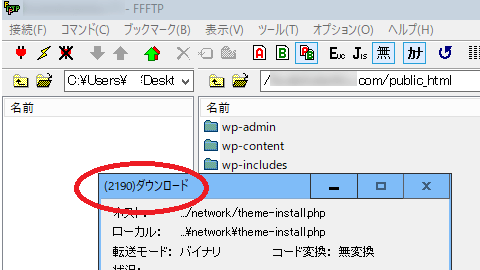 - FFFTP
接続(F) コマンド(C) ブックマーク(B) 表示(V) ツール(T) オプション(O) ヘルプ(H)
A B Euc Jis 無 カナ
C:¥Users¥ Deskt
/ .com/public_html
名前 名前
wp-admin
wp-content
wp-includes
(2190)ダウンロード
ホスト: .../network/theme-install.php
ローカル: ...¥network¥theme-install.php
転送モード: バイナリ コード変換: 無変換
状況: